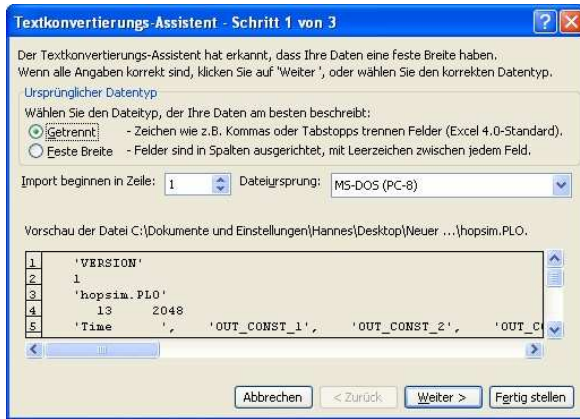 Textkonvertierungs-Assistent - Schritt 1 von 3
Der Textkonvertierungs-Assistent hat erkannt, dass Ihre Daten eine feste Breite haben.
Wenn alle Angaben korrekt sind, klicken Sie auf 'Weiter ', oder wählen Sie den korrekten Datentyp.
Ursprünglicher Datentyp
Wählen Sie den Dateityp, der Ihre Daten am besten beschreibt:
Getrennt - Zeichen wie z.B. Kommas oder Tabstopps trennen Felder (Excel 4.0-Standard).
Feste Breite - Felder sind in Spalten ausgerichtet, mit Leerzeichen zwischen jedem Feld.
Import beginnen in Zeile: 1 Dateiursprung: MS-DOS (PC-8)
Vorschau der Datei C:\Dokumente und Einstellungen\Hannes\Desktop\Neuer ...\hopsim.PLO.
1 'VERSION'
2 1
3 'hopsim.PLO'
4 13 2048
5 'Time ', 'OUT_CONST_1', 'OUT_CONST_2', 'OUT_C
Abbrechen < Zurück Weiter > Fertig stellen